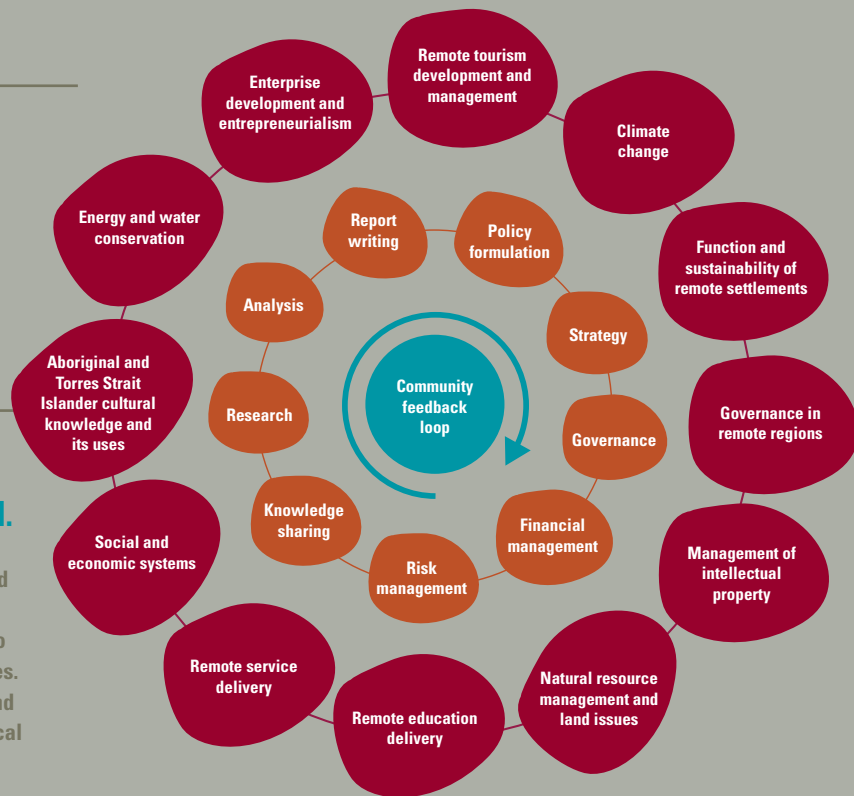 Remote tourism
development and
management
Enterprise
development and
entrepreneurialism
Climate
change
Energy and water
conservation
Function and
sustainability of
remote settlements
Aboriginal and
Torres Strait
Islander cultural
knowledge and
its uses
Governance in
remote regions
Social and
economic systems
Management of
intellectual
property
Remote service
delivery
Remote education
delivery
Natural resource
management and
land issues
Report
writing
Policy
formulation
Analysis
Strategy
Research
Governance
Knowledge
sharing
Financial
management
Risk
management
Community
feedback
loop